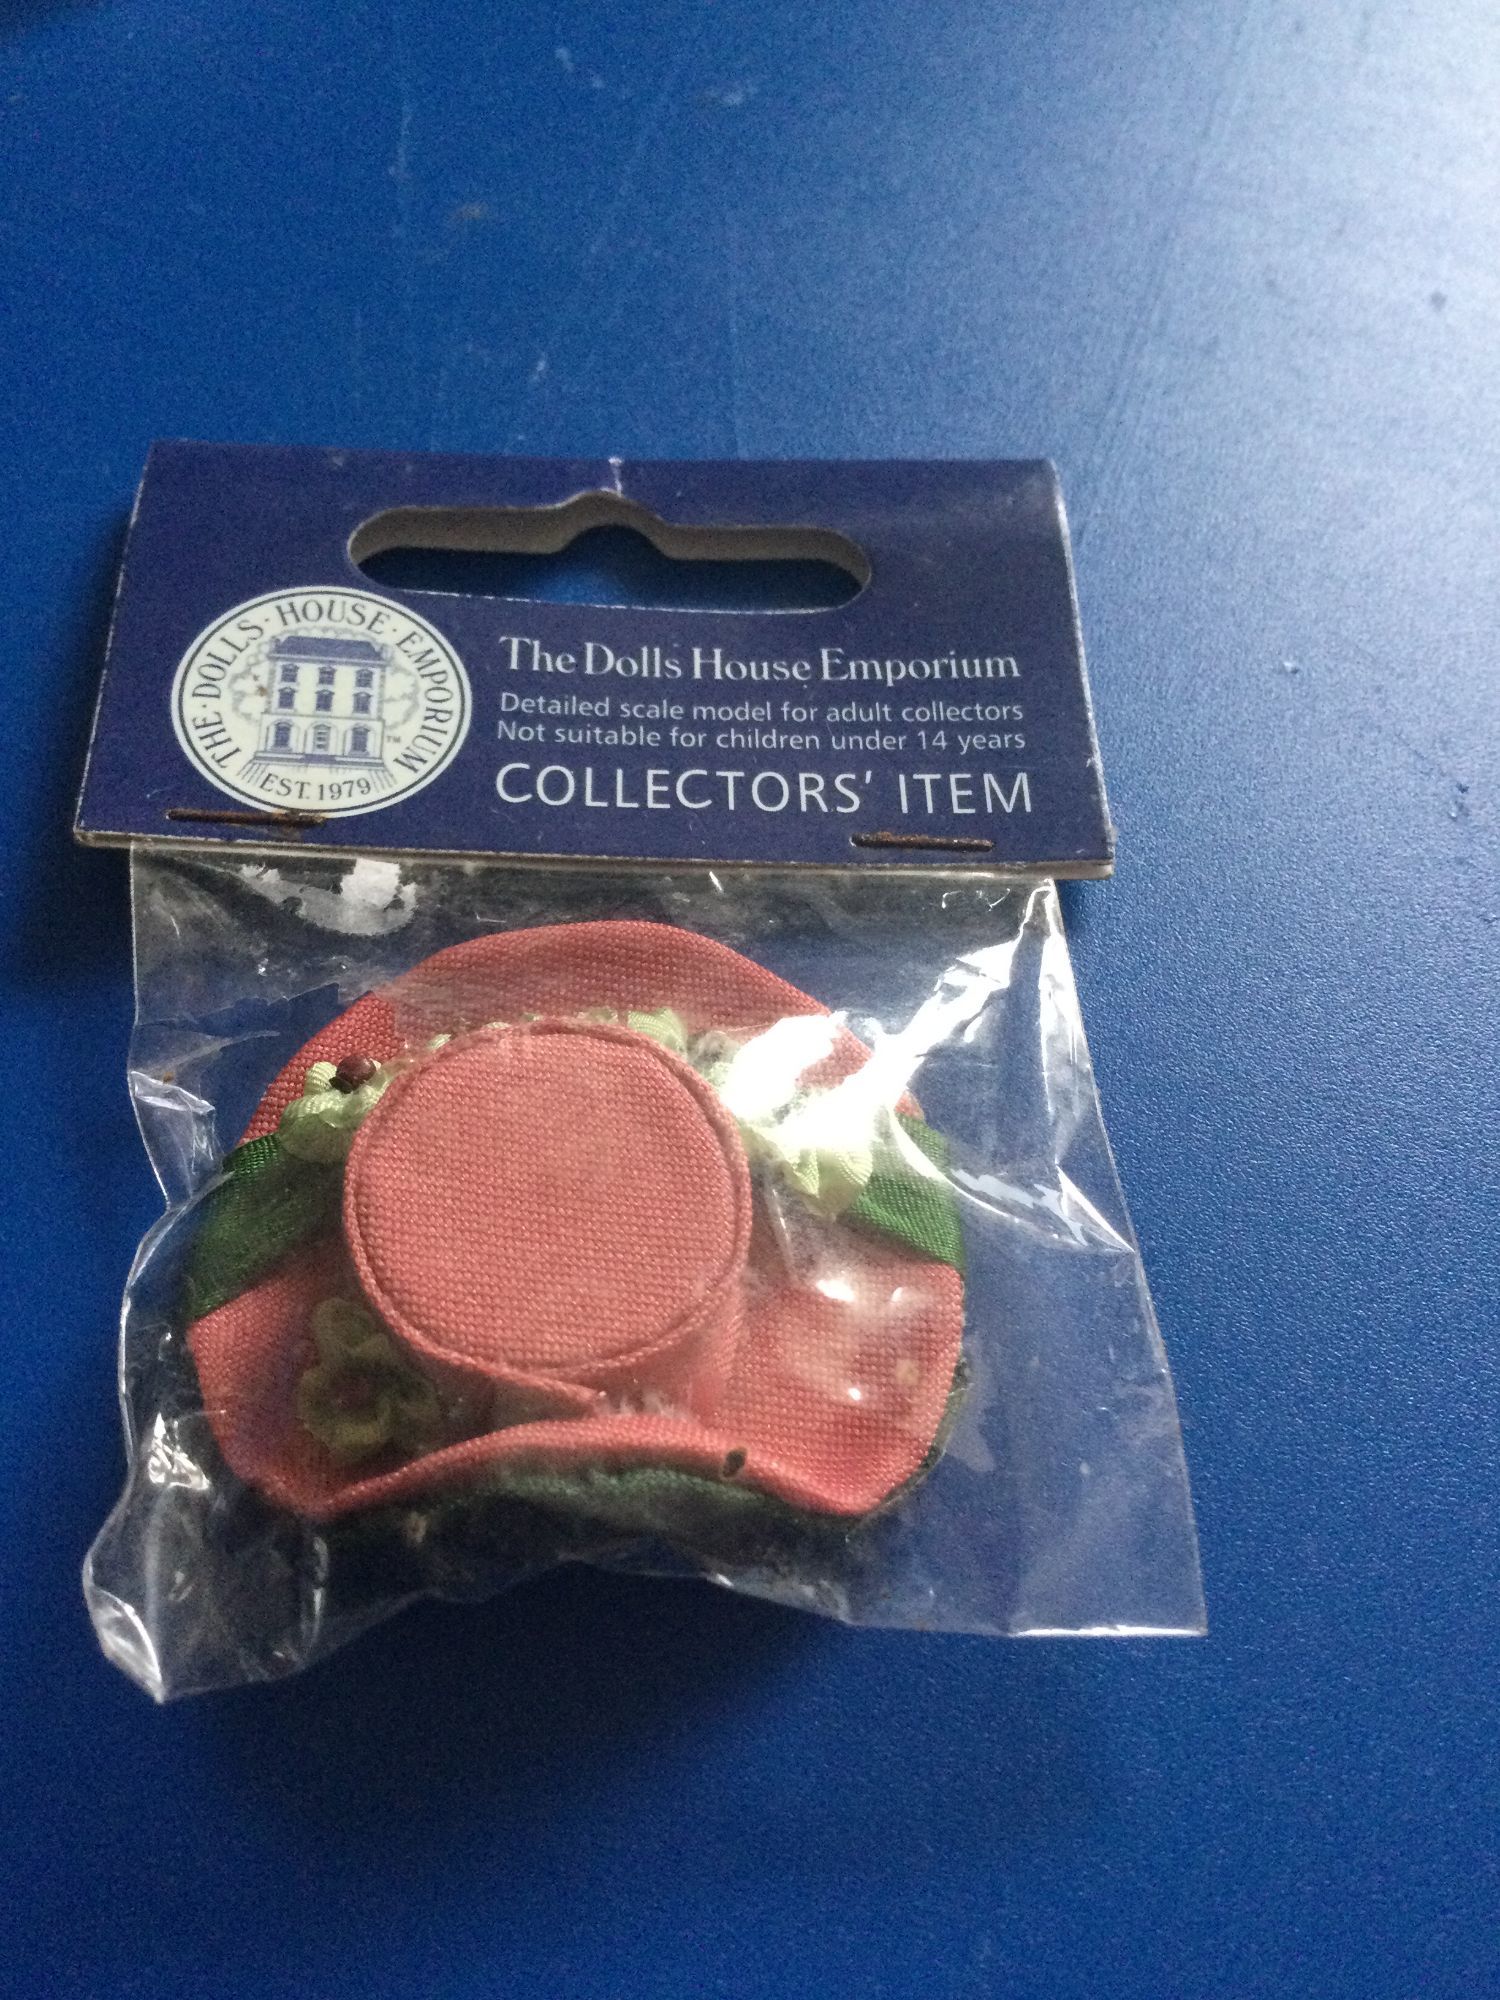 THE · DOLLS · HOUSE · EMPORIUM
TM
EST. 1979
The Dolls House Emporium
Detailed scale model for adult collectors
Not suitable for children under 14 years
COLLECTORS' ITEM